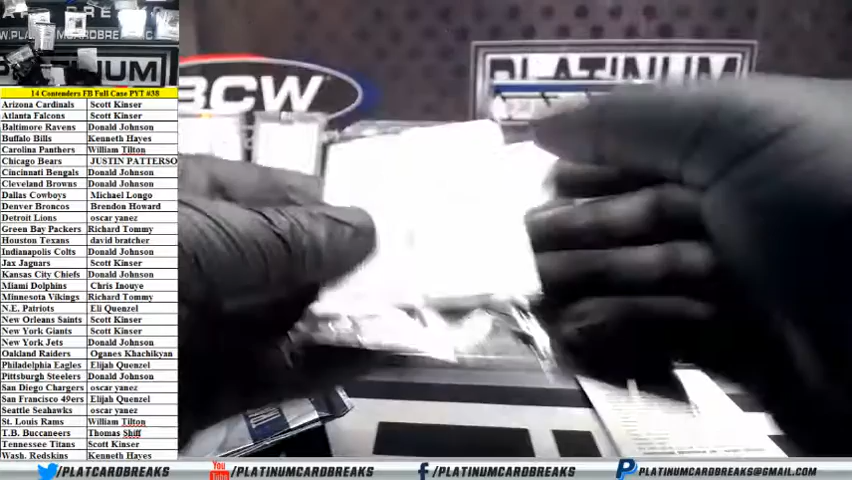 14 Contenders FB Full Case PYT #38
Arizona Cardinals Scott Kinser
Atlanta Falcons Scott Kinser
Baltimore Ravens Donald Johnson
Buffalo Bills Kenneth Hayes
Carolina Panthers William Tilton
Chicago Bears JUSTIN PATTERSO
Cincinnati Bengals Donald Johnson
Cleveland Browns Donald Johnson
Dallas Cowboys Michael Longo
Denver Broncos Brendon Howard
Detroit Lions oscar yanez
Green Bay Packers Richard Tommy
Houston Texans david bratcher
Indianapolis Colts Donald Johnson
Jax Jagnars Scott Kinser
Kansas City Chiefs Donald Johnson
Miami Dolphins Chris Inouye
Minnesota Vikings Richard Tommy
N.E. Patriots Eli Quenzel
New Orleans Saints Scott Kinser
New York Giants Scott Kinser
New York Jets Donald Johnson
Oakland Raiders Oganes Khachikyan
Philadelphia Eagles Elijah Quenzel
Pittsburgh Steelers Donald Johnson
San Diego Chargers oscar yanez
San Francisco 49ers Elijah Quenzel
Seattle Seahawks oscar yanez
St. Louis Rams William Tilton
T.B. Buccaneers Thomas Shiff
Tennessee Titans Scott Kinser
Wash. Redskins Kenneth Hayes
BCW
PLATINUM
/PLATCARDBREAKS You Tube /PLATINUMCARDBREAKS /PLATINUMCARDBREAKS PLATINUMCARDBREAKS@GMAIL.COM